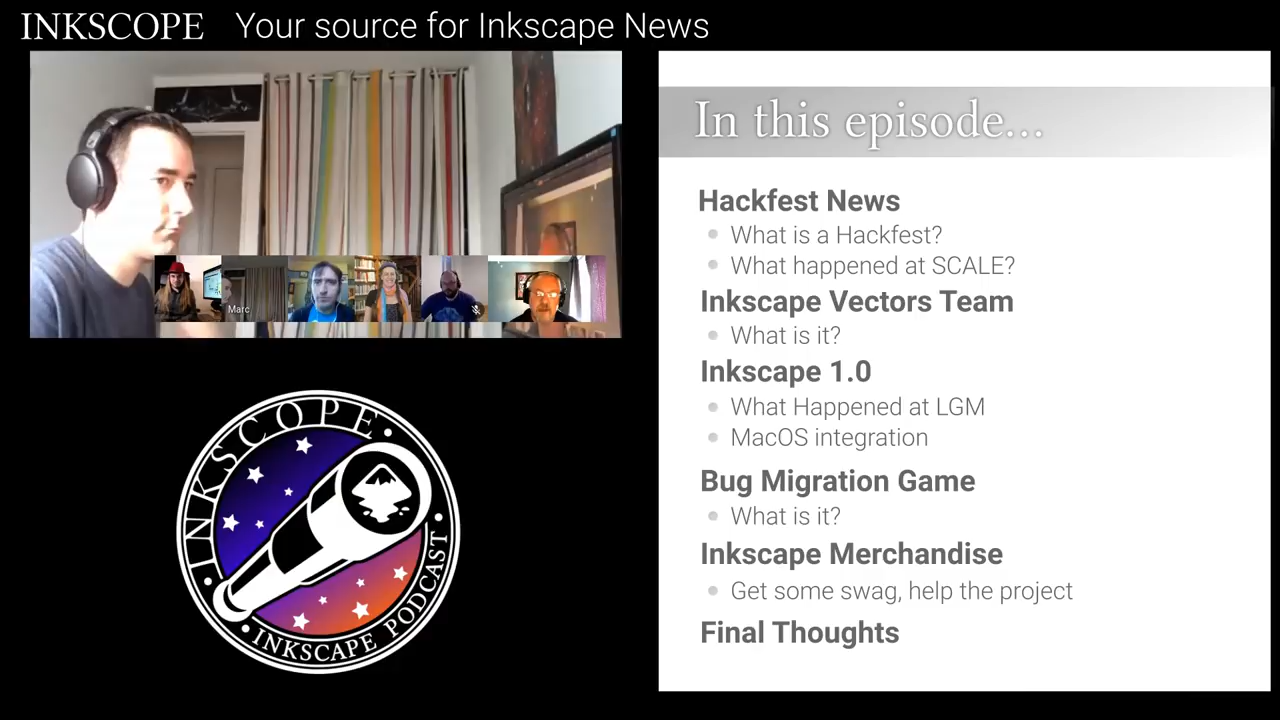 INKSCOPE Your source for Inkscape News
In this episode...
Hackfest News
What is a Hackfest?
What happened at SCALE?
Inkscape Vectors Team
What is it?
Inkscape 1.0
What Happened at LGM
MacOS integration
Bug Migration Game
What is it?
Inkscape Merchandise
Get some swag, help the project
Final Thoughts
Marc
INKSCOPE
INKSCAPE PODCAST